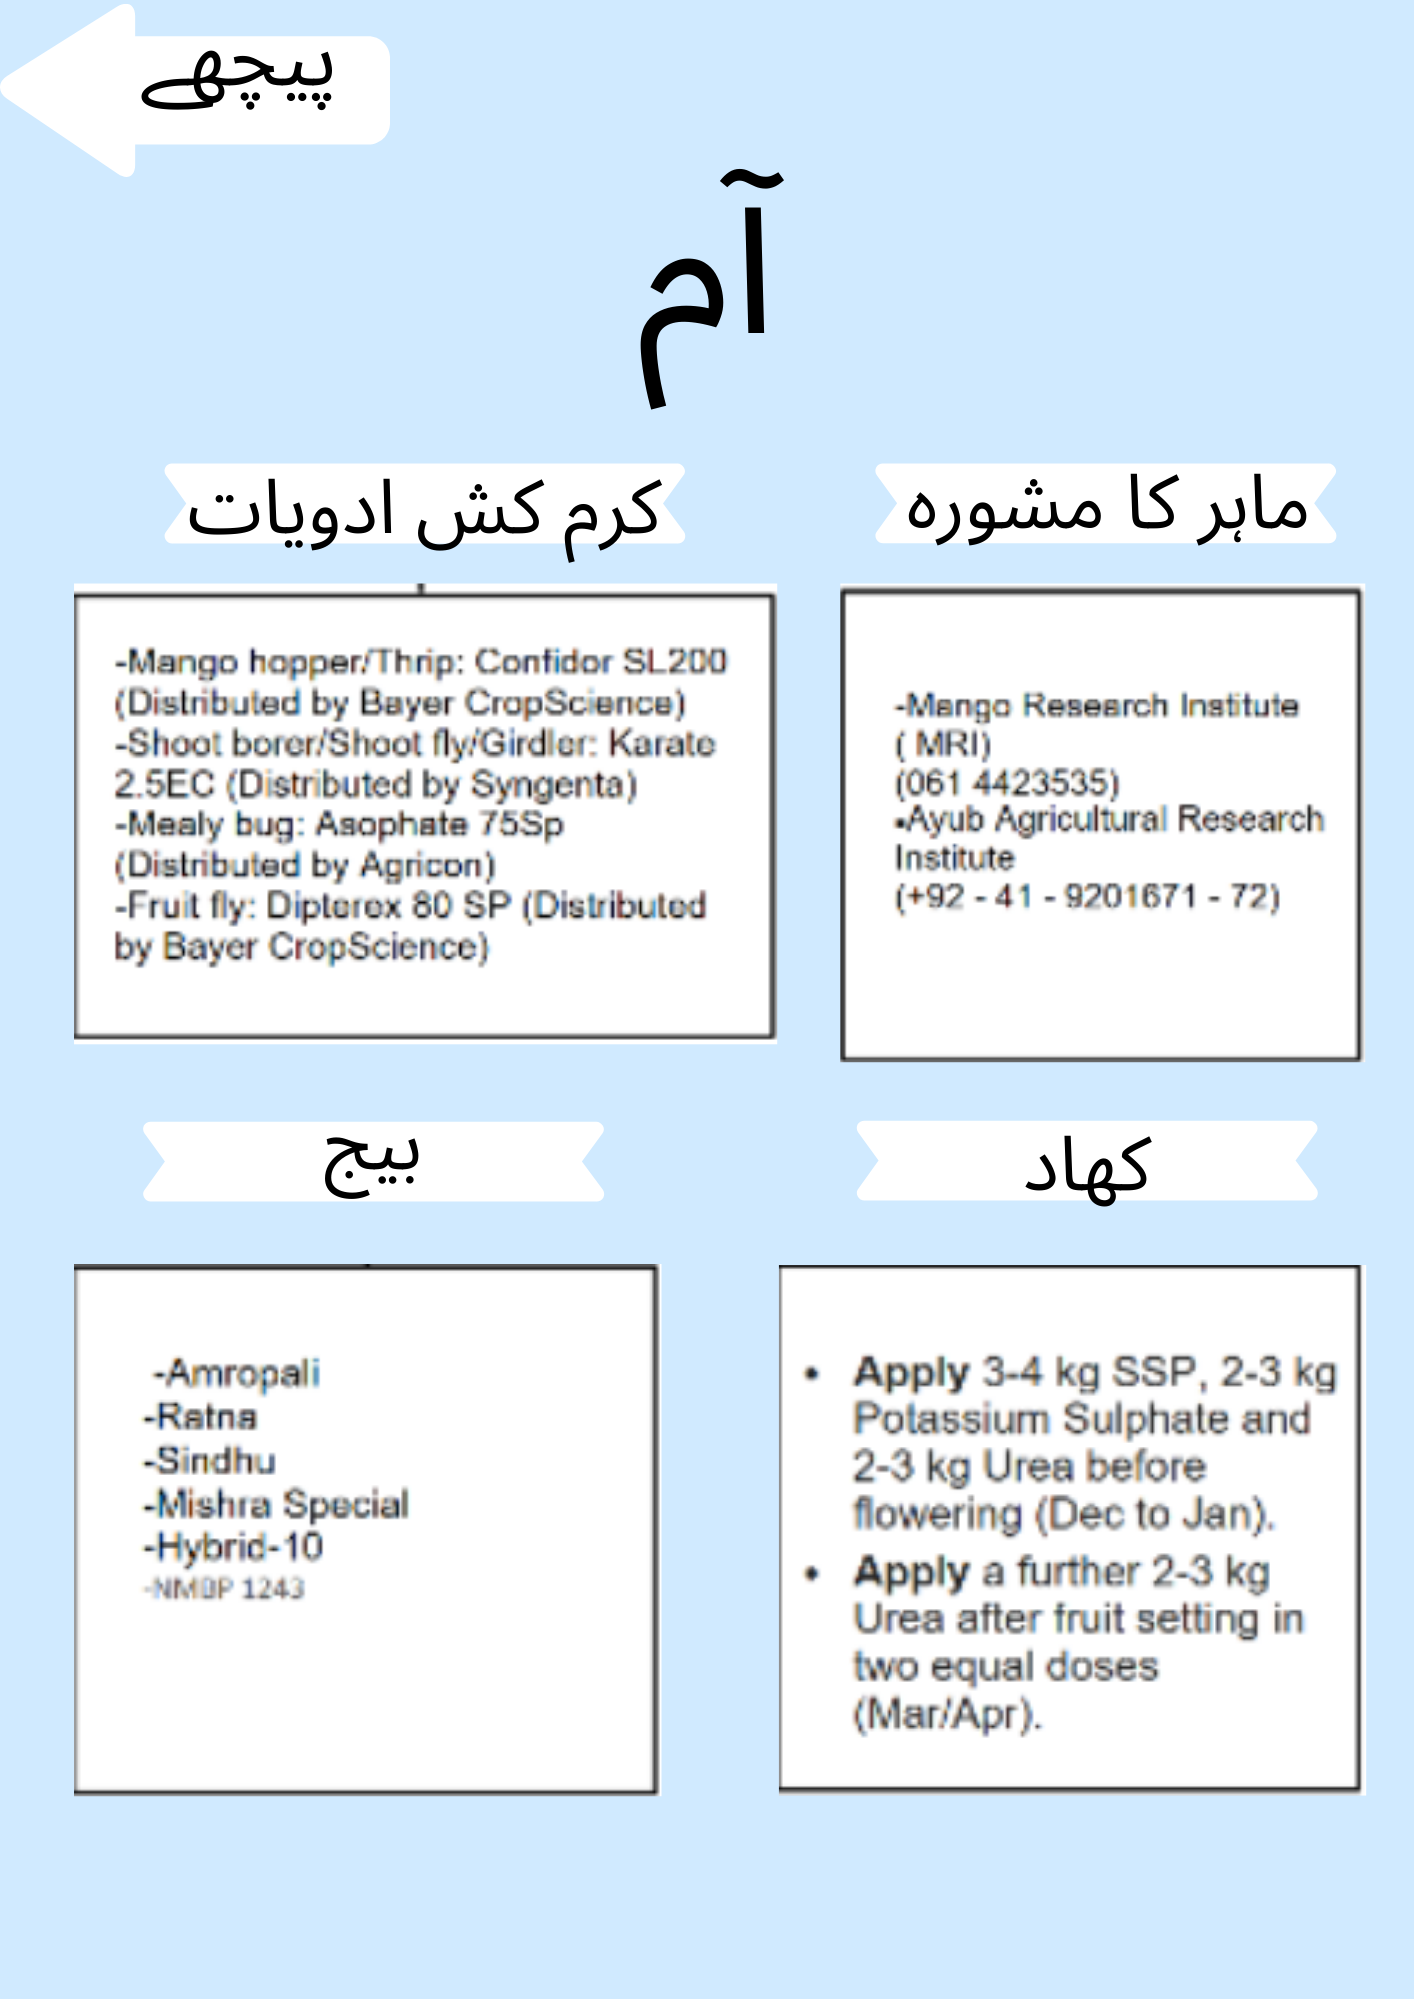 پیچھے
آم
کرم کش ادویات
-Mango hopper/Thrip: Confidor SL200
(Distributed by Bayer CropScience)
-Shoot borer/Shoot fly/Girdler: Karate
2.5EC (Distributed by Syngenta)
-Mealy bug: Asophate 75Sp
(Distributed by Agricon)
-Fruit fly: Dipterex 80 SP (Distributed
by Bayer CropScience)
ماہر کا مشورہ
-Mango Research Institute
( MRI)
(061 4423535)
•Ayub Agricultural Research
Institute
(+92 - 41 - 9201671 - 72)
بیج
-Amropali
-Ratna
-Sindhu
-Mishra Special
-Hybrid-10
-NMBP 1243
کھاد
• Apply 3-4 kg SSP, 2-3 kg
Potassium Sulphate and
2-3 kg Urea before
flowering (Dec to Jan).
• Apply a further 2-3 kg
Urea after fruit setting in
two equal doses
(Mar/Apr).